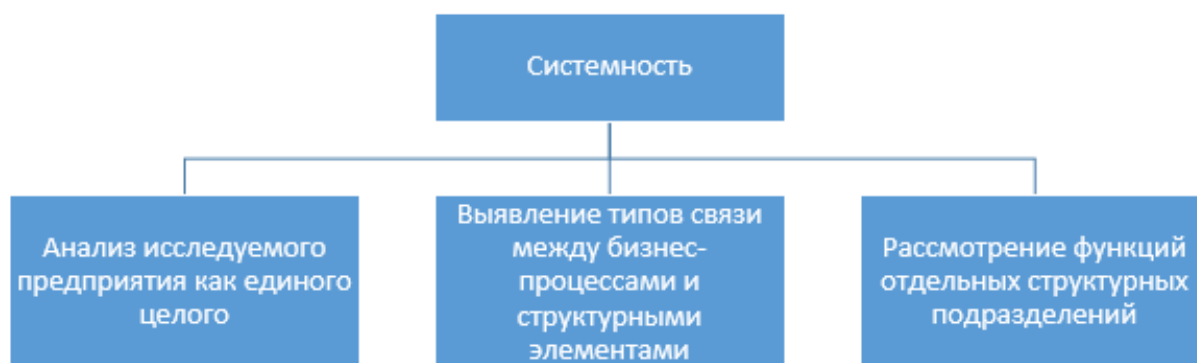 Системность
Анализ исследуемого
предприятия как единого
целого
Выявление типов связи
между бизнес-
процессами и
структурными
элементами
Рассмотрение функций
отдельных структурных
подразделений